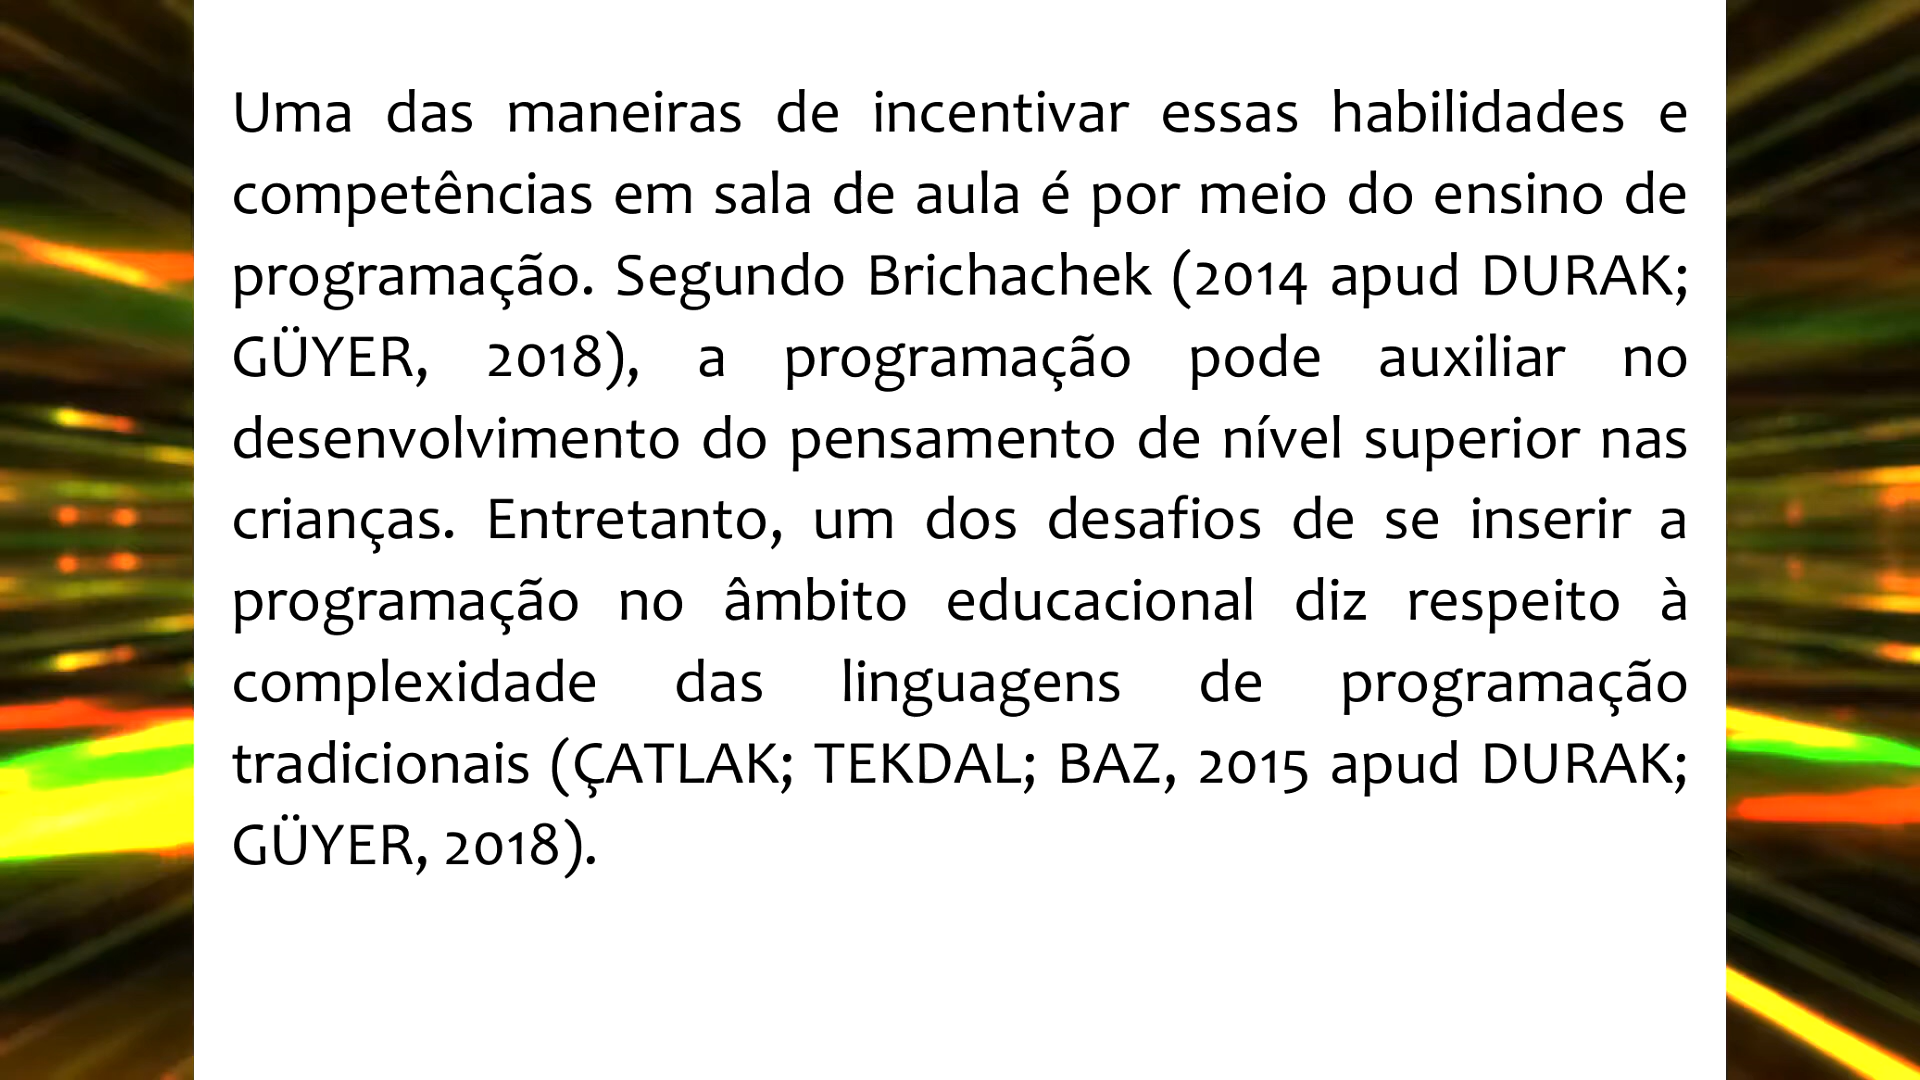 Uma das maneiras de incentivar essas habilidades e
competências em sala de aula é por meio do ensino de
programação. Segundo Brichachek (2014 apud DURAK;
GÜYER, 2018), a programação pode auxiliar no
desenvolvimento do pensamento de nível superior nas
crianças. Entretanto, um dos desafios de se inserir a
programação no âmbito educacional diz respeito à
complexidade das linguagens de programação
tradicionais (ÇATLAK; TEKDAL; BAZ, 2015 apud DURAK;
GÜYER, 2018).